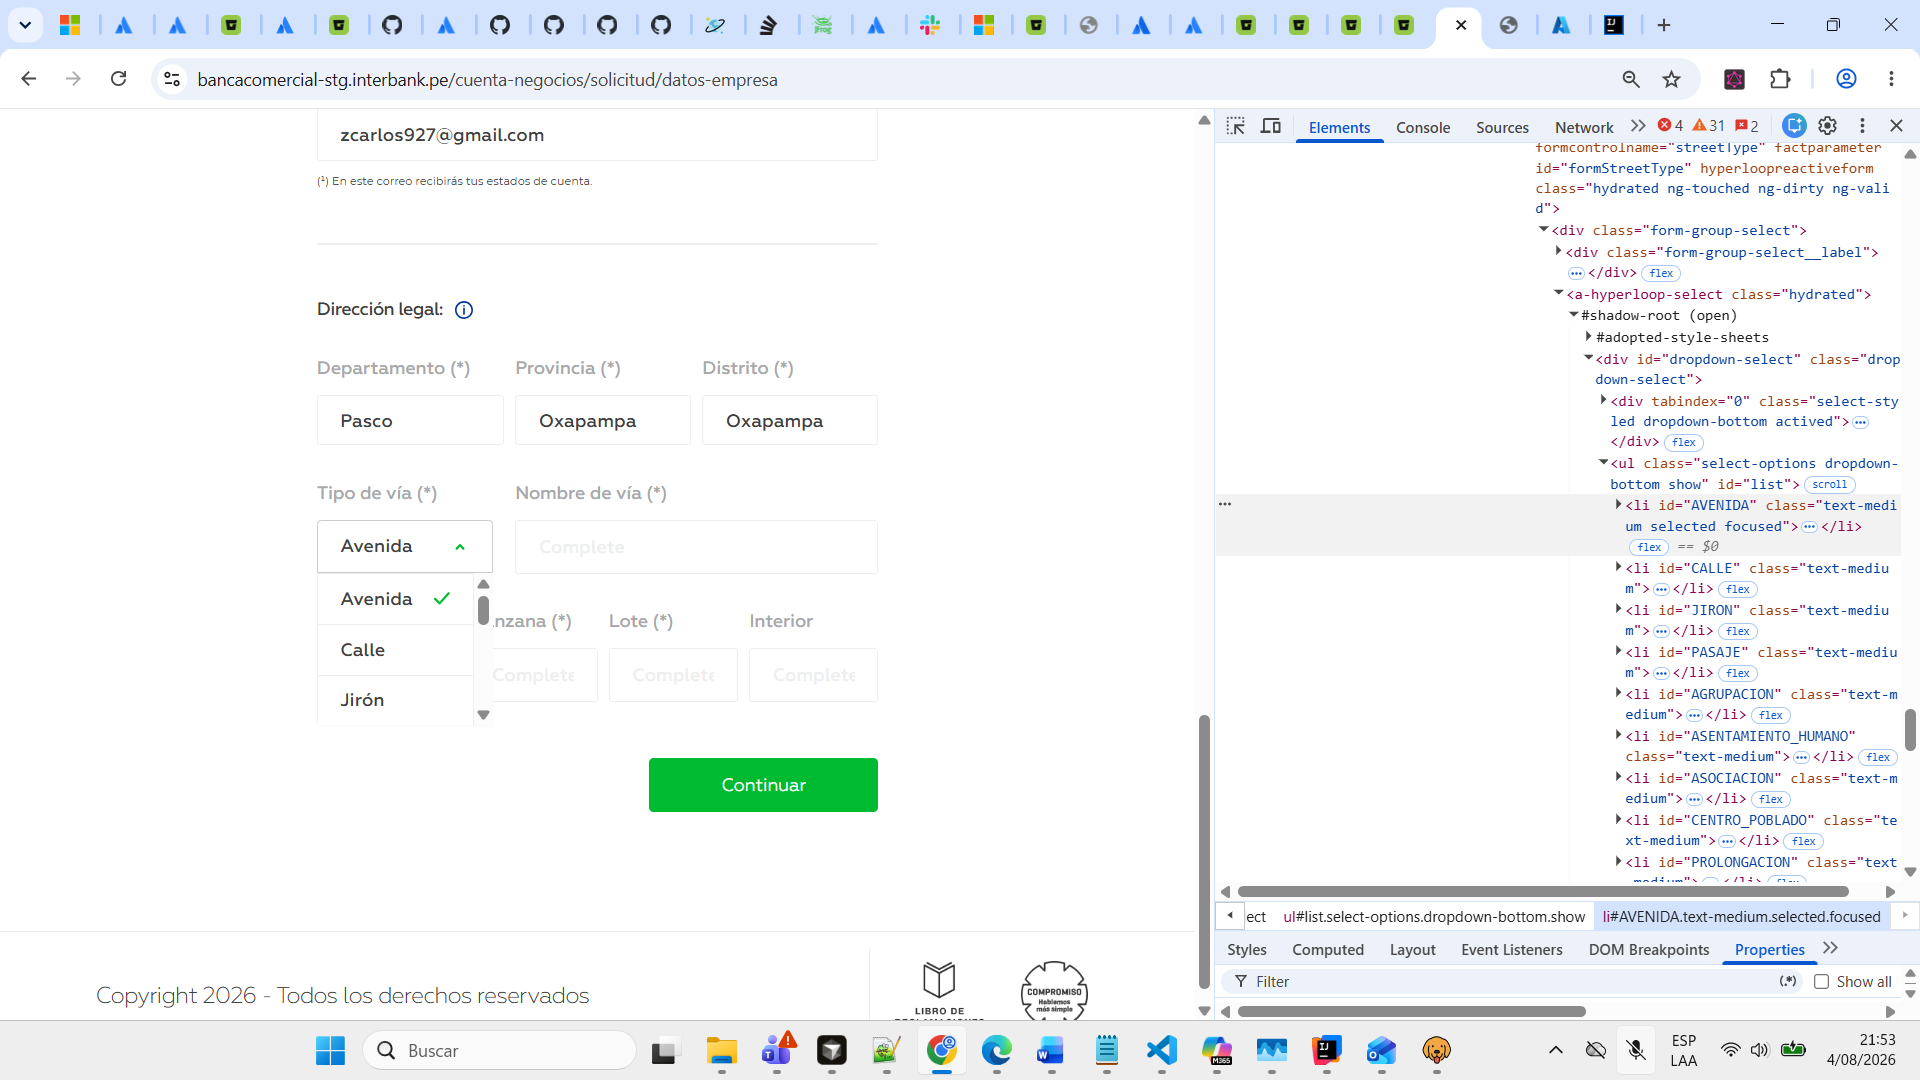 bancacomercial-stg.interbank.pe/cuenta-negocios/solicitud/datos-empresa
zcarlos927@gmail.com
(¹) En este correo recibirás tus estados de cuenta.
Dirección legal:
Departamento (*) Provincia (*) Distrito (*)
Pasco Oxapampa Oxapampa
Tipo de vía (*) Nombre de vía (*)
Avenida Complete
Avenida
Calle
Jirón
nzana (*) Lote (*) Interior
Complete Complete Complete
Continuar
Copyright 2026 - Todos los derechos reservados
LIBRO DE
COMPROMISO
Hablemos
más simple
Elements Console Sources Network 4 31 2
formcontrolname="streetType" factparameter
id="formStreetType" hyperloopreactiveform
class="hydrated ng-touched ng-dirty ng-vali
d">
<div class="form-group-select">
<div class="form-group-select__label">
</div> flex
<a-hyperloop-select class="hydrated">
#shadow-root (open)
#adopted-style-sheets
<div id="dropdown-select" class="drop
down-select">
<div tabindex="0" class="select-sty
led dropdown-bottom actived">
</div> flex
<ul class="select-options dropdown-
bottom show" id="list"> scroll
<li id="AVENIDA" class="text-medi
um selected focused"> </li>
flex == $0
<li id="CALLE" class="text-mediu
m"> </li> flex
<li id="JIRON" class="text-mediu
m"> </li> flex
<li id="PASAJE" class="text-mediu
m"> </li> flex
<li id="AGRUPACION" class="text-m
edium"> </li> flex
<li id="ASENTAMIENTO_HUMANO"
class="text-medium"> </li> flex
<li id="ASOCIACION" class="text-m
edium"> </li> flex
<li id="CENTRO_POBLADO" class="te
xt-medium"> </li> flex
<li id="PROLONGACION" class="text
ect ul#list.select-options.dropdown-bottom.show li#AVENIDA.text-medium.selected.focused
Styles Computed Layout Event Listeners DOM Breakpoints Properties
Filter (.*) Show all
Buscar
ESP
LAA
21:53
4/08/2026